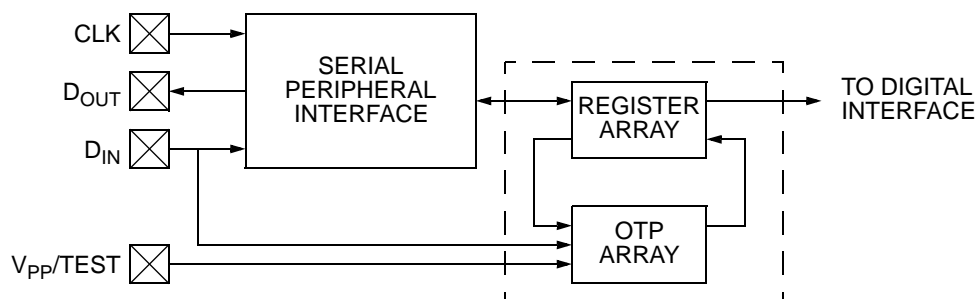 CLK
DOUT
DIN
VPP/TEST
SERIAL
PERIPHERAL
INTERFACE
REGISTER
ARRAY
OTP
ARRAY
TO DIGITAL
INTERFACE